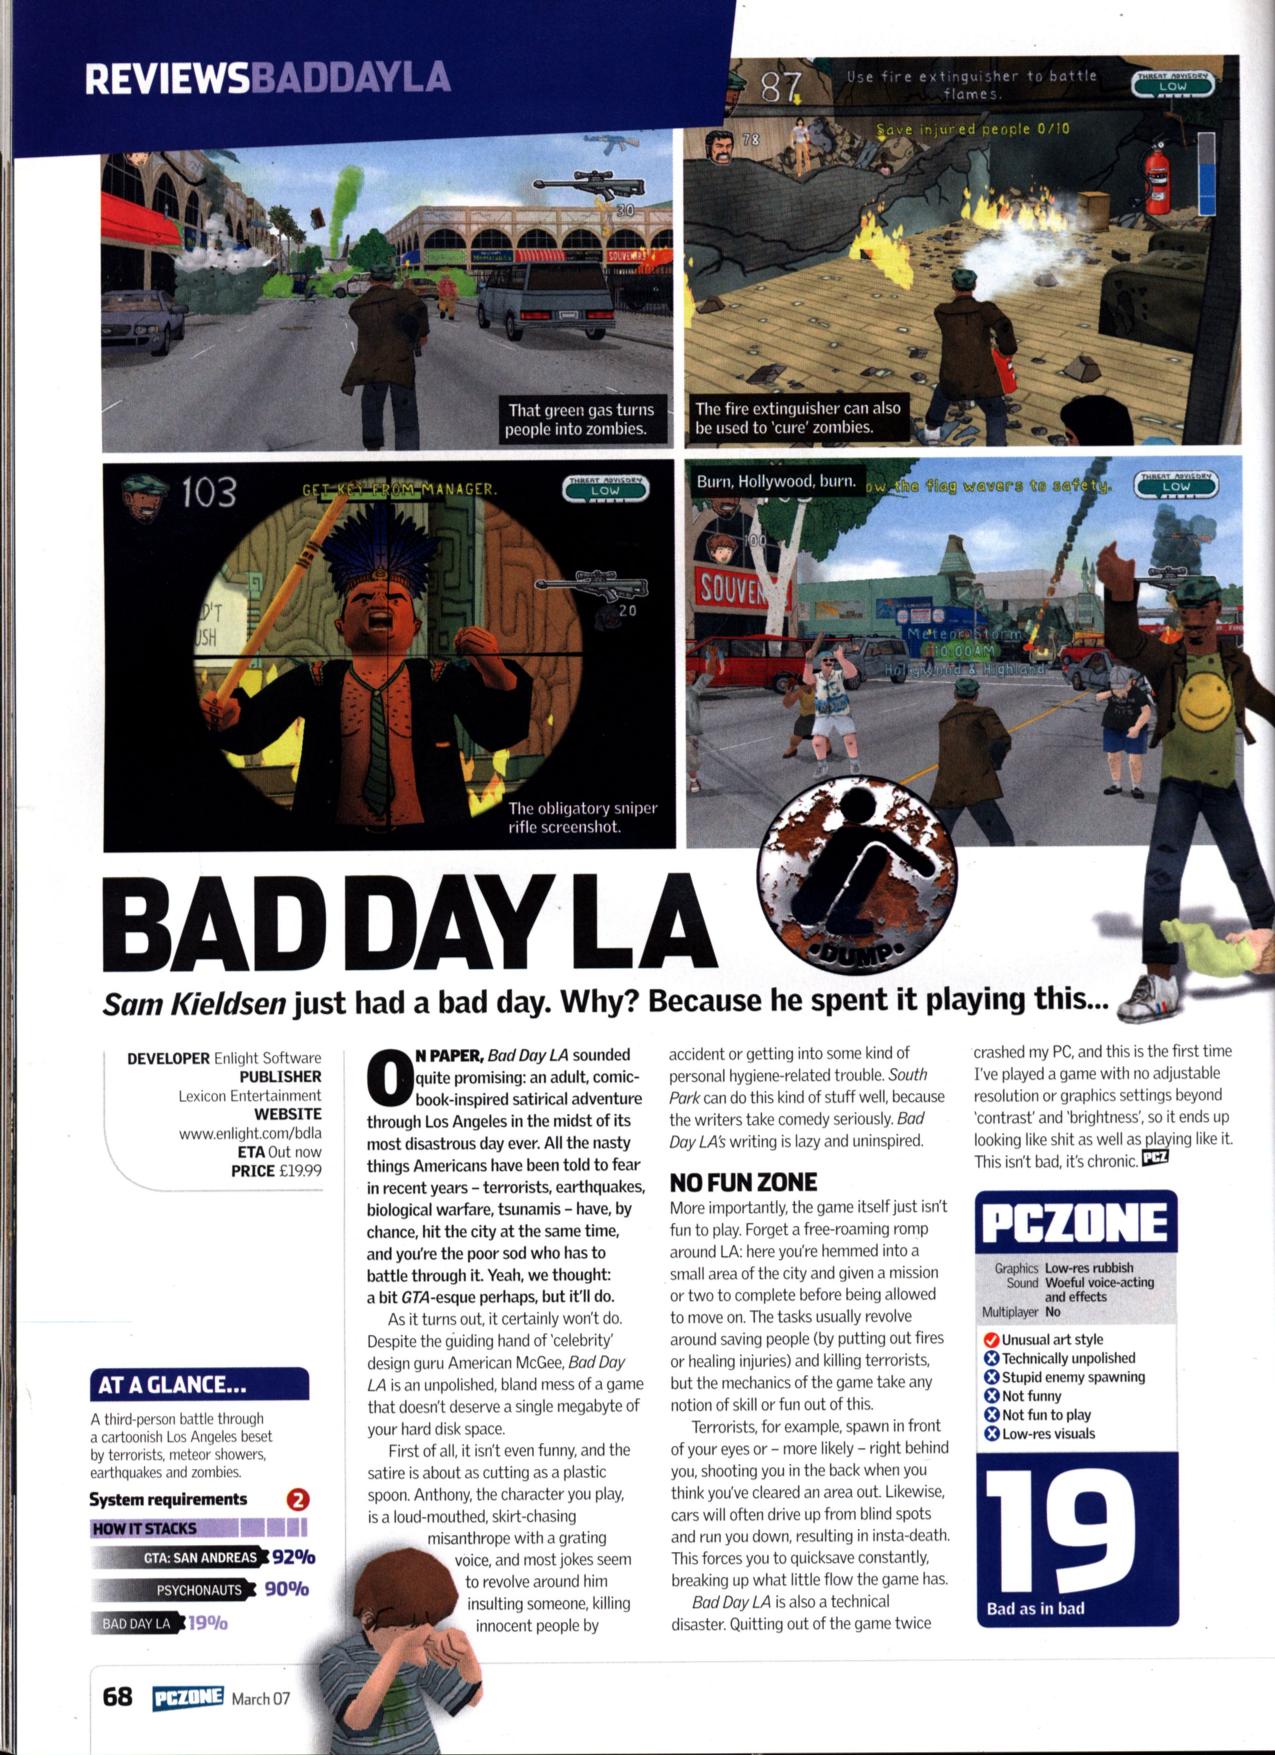 REVIEWSBADDAYLA
30
SOUVENIRS
That green gas turns
people into zombies.
87
Use fire extinguisher to battle
flames.
THREAT ADVISORY
LOW
78
Save injured people 0/10
The fire extinguisher can also
be used to 'cure' zombies.
103
GET KEY FROM MANAGER.
THREAT ADVISORY
LOW
20
The obligatory sniper
rifle screenshot.
Burn, Hollywood, burn.
ow the flag wavers to safety.
THREAT ADVISORY
LOW
100
SOUVEN
Meteor Storm
10:00AM
Hollywood & Highland
DUMP
BAD DAY LA
Sam Kieldsen just had a bad day. Why? Because he spent it playing this...
DEVELOPER Enlight Software
PUBLISHER
Lexicon Entertainment
WEBSITE
www.enlight.com/bdla
ETA Out now
PRICE £19.99
AT A GLANCE...
A third-person battle through
a cartoonish Los Angeles beset
by terrorists, meteor showers,
earthquakes and zombies.
System requirements 2
HOW IT STACKS
GTA: SAN ANDREAS 92%
PSYCHONAUTS 90%
BAD DAY LA 19%
ON PAPER, Bad Day LA sounded
quite promising: an adult, comic-
book-inspired satirical adventure
through Los Angeles in the midst of its
most disastrous day ever. All the nasty
things Americans have been told to fear
in recent years – terrorists, earthquakes,
biological warfare, tsunamis – have, by
chance, hit the city at the same time,
and you're the poor sod who has to
battle through it. Yeah, we thought:
a bit GTA-esque perhaps, but it'll do.
As it turns out, it certainly won't do.
Despite the guiding hand of 'celebrity'
design guru American McGee, Bad Day
LA is an unpolished, bland mess of a game
that doesn't deserve a single megabyte of
your hard disk space.
First of all, it isn't even funny, and the
satire is about as cutting as a plastic
spoon. Anthony, the character you play,
is a loud-mouthed, skirt-chasing
misanthrope with a grating
voice, and most jokes seem
to revolve around him
insulting someone, killing
innocent people by
accident or getting into some kind of
personal hygiene-related trouble. South
Park can do this kind of stuff well, because
the writers take comedy seriously. Bad
Day LA's writing is lazy and uninspired.
NO FUN ZONE
More importantly, the game itself just isn't
fun to play. Forget a free-roaming romp
around LA: here you're hemmed into a
small area of the city and given a mission
or two to complete before being allowed
to move on. The tasks usually revolve
around saving people (by putting out fires
or healing injuries) and killing terrorists,
but the mechanics of the game take any
notion of skill or fun out of this.
Terrorists, for example, spawn in front
of your eyes or – more likely – right behind
you, shooting you in the back when you
think you've cleared an area out. Likewise,
cars will often drive up from blind spots
and run you down, resulting in insta-death.
This forces you to quicksave constantly,
breaking up what little flow the game has.
Bad Day LA is also a technical
disaster. Quitting out of the game twice
crashed my PC, and this is the first time
I've played a game with no adjustable
resolution or graphics settings beyond
'contrast' and 'brightness', so it ends up
looking like shit as well as playing like it.
This isn't bad, it's chronic. PCZ
PCZONE
Graphics Low-res rubbish
Sound Woeful voice-acting
and effects
Multiplayer No
Unusual art style
Technically unpolished
Stupid enemy spawning
Not funny
Not fun to play
Low-res visuals
19
Bad as in bad
68 PCZONE March 07